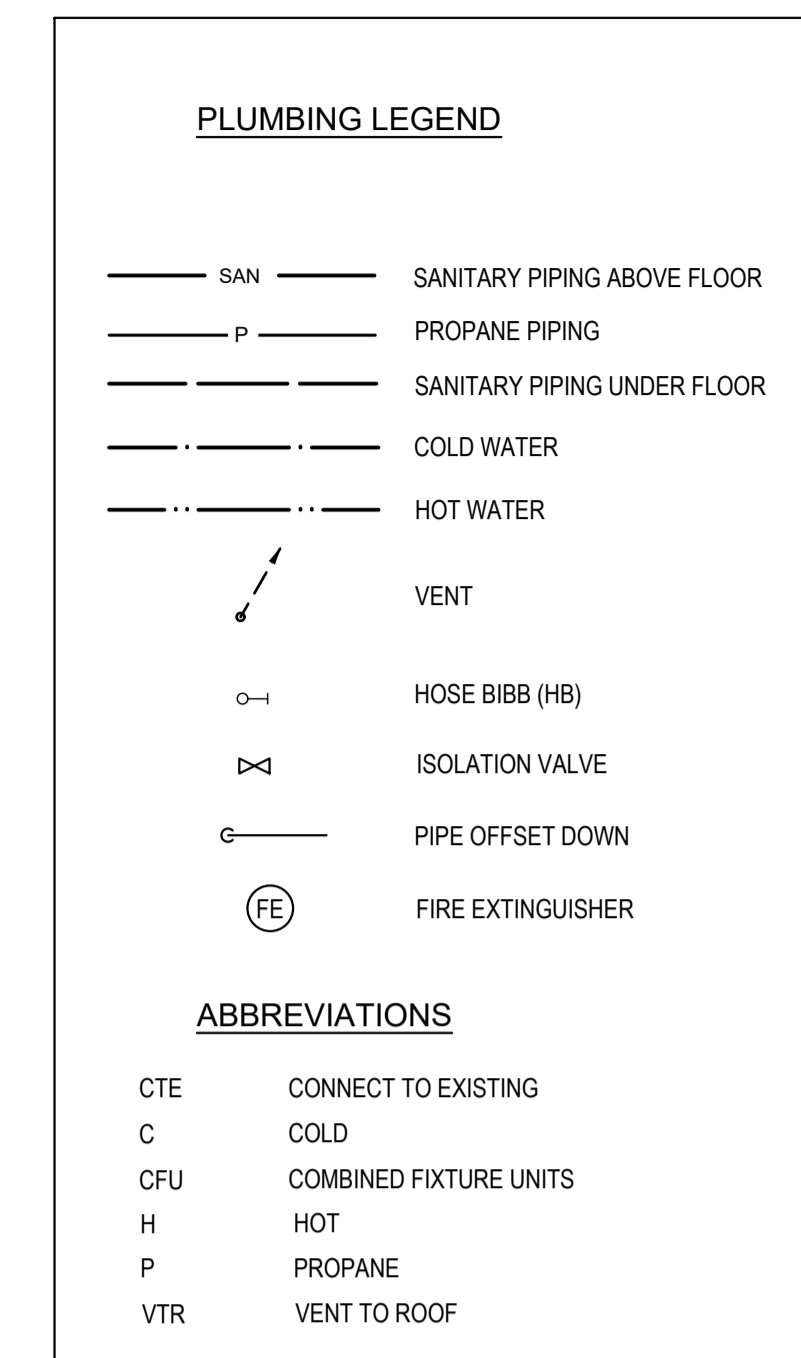 PLUMBING LEGEND
SAN SANITARY PIPING ABOVE FLOOR
P PROPANE PIPING
SANITARY PIPING UNDER FLOOR
COLD WATER
HOT WATER
VENT
HOSE BIBB (HB)
ISOLATION VALVE
PIPE OFFSET DOWN
FE FIRE EXTINGUISHER
ABBREVIATIONS
CTE CONNECT TO EXISTING
C COLD
CFU COMBINED FIXTURE UNITS
H HOT
P PROPANE
VTR VENT TO ROOF